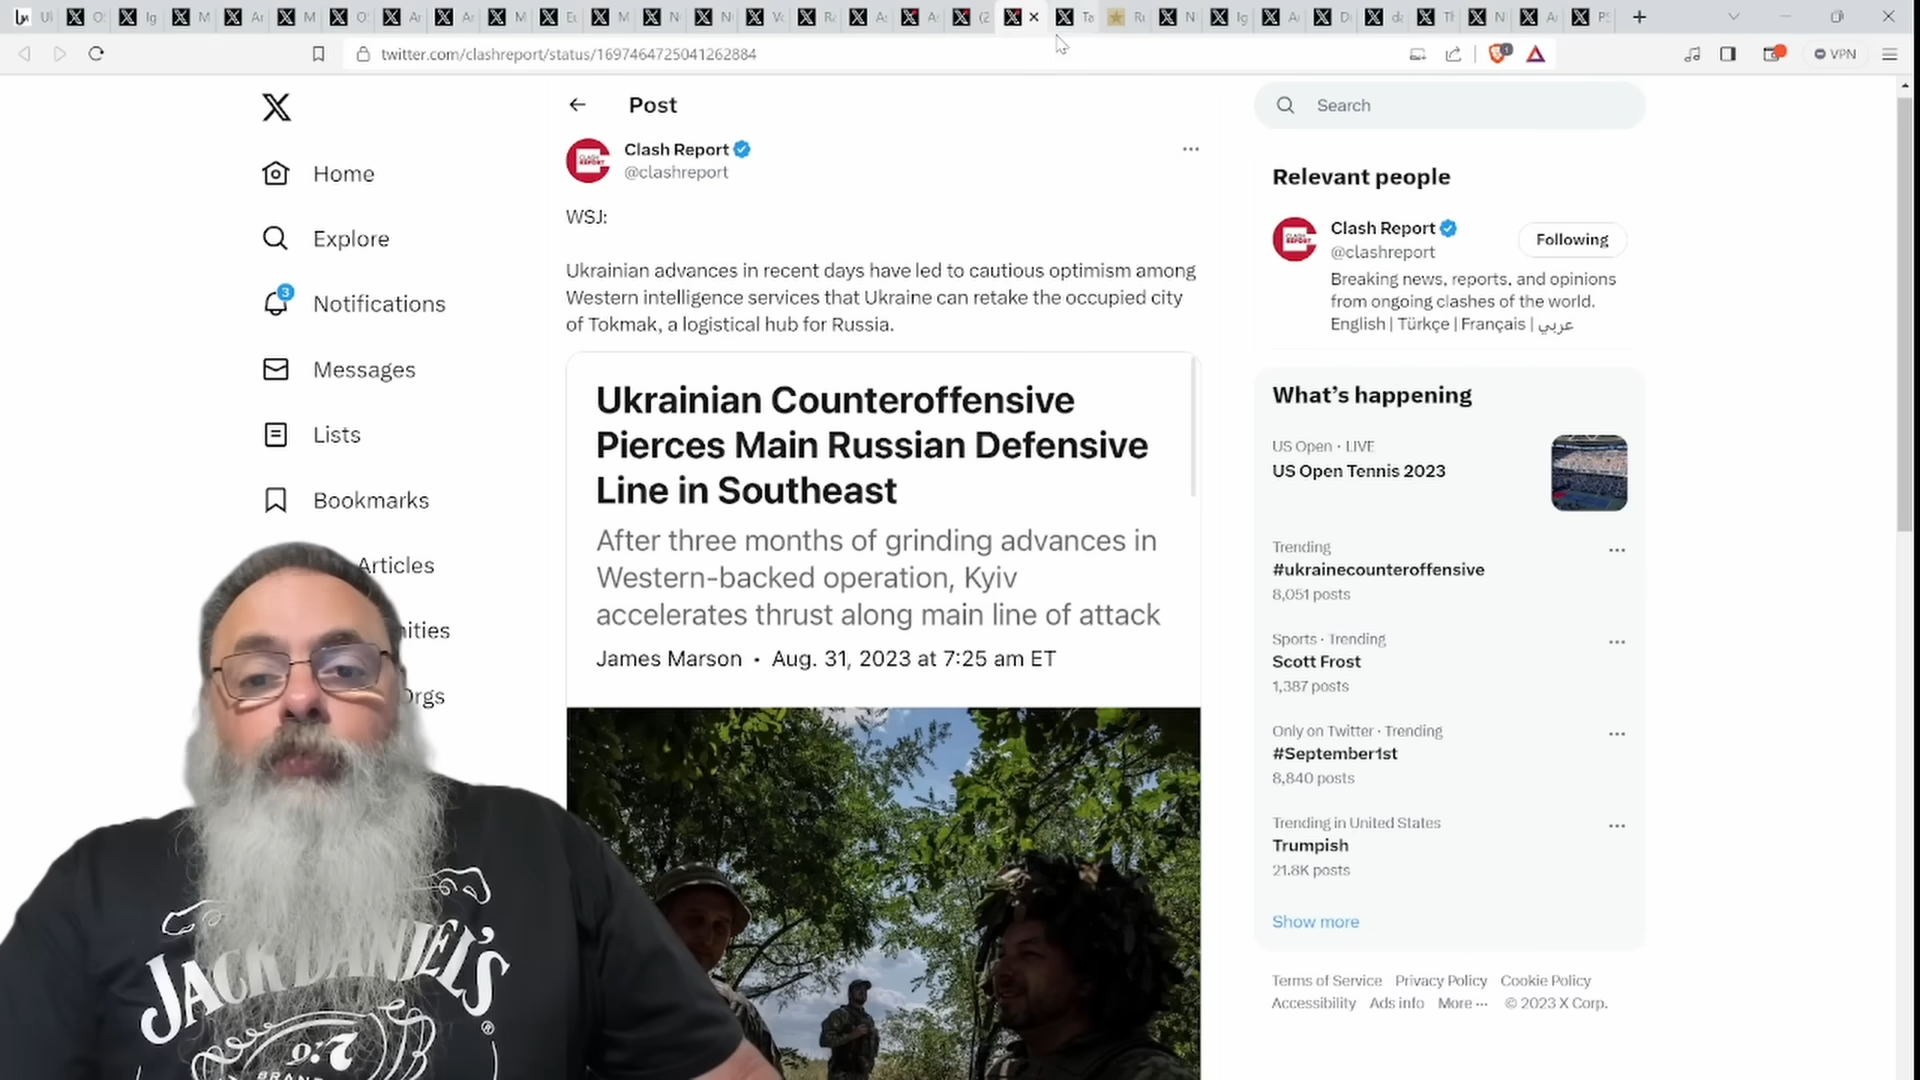 twitter.com/clashreport/status/1697464725041262884
VPN
Home
Explore
3
Notifications
Messages
Lists
Bookmarks
Articles
Post
Clash Report
@clashreport
WSJ:
Ukrainian advances in recent days have led to cautious optimism among
Western intelligence services that Ukraine can retake the occupied city
of Tokmak, a logistical hub for Russia.
Ukrainian Counteroffensive
Pierces Main Russian Defensive
Line in Southeast
After three months of grinding advances in
Western-backed operation, Kyiv
accelerates thrust along main line of attack
James Marson • Aug. 31, 2023 at 7:25 am ET
Search
Relevant people
Clash Report
@clashreport
Following
Breaking news, reports, and opinions
from ongoing clashes of the world.
English | Türkçe | Français | عربي
What's happening
US Open · LIVE
US Open Tennis 2023
Trending
#ukrainecounteroffensive
8,051 posts
Sports · Trending
Scott Frost
1,387 posts
Only on Twitter · Trending
#September1st
8,840 posts
Trending in United States
Trumpish
21.8K posts
Show more
Terms of Service Privacy Policy Cookie Policy
Accessibility Ads info More ··· © 2023 X Corp.
JACK DANIEL'S
®